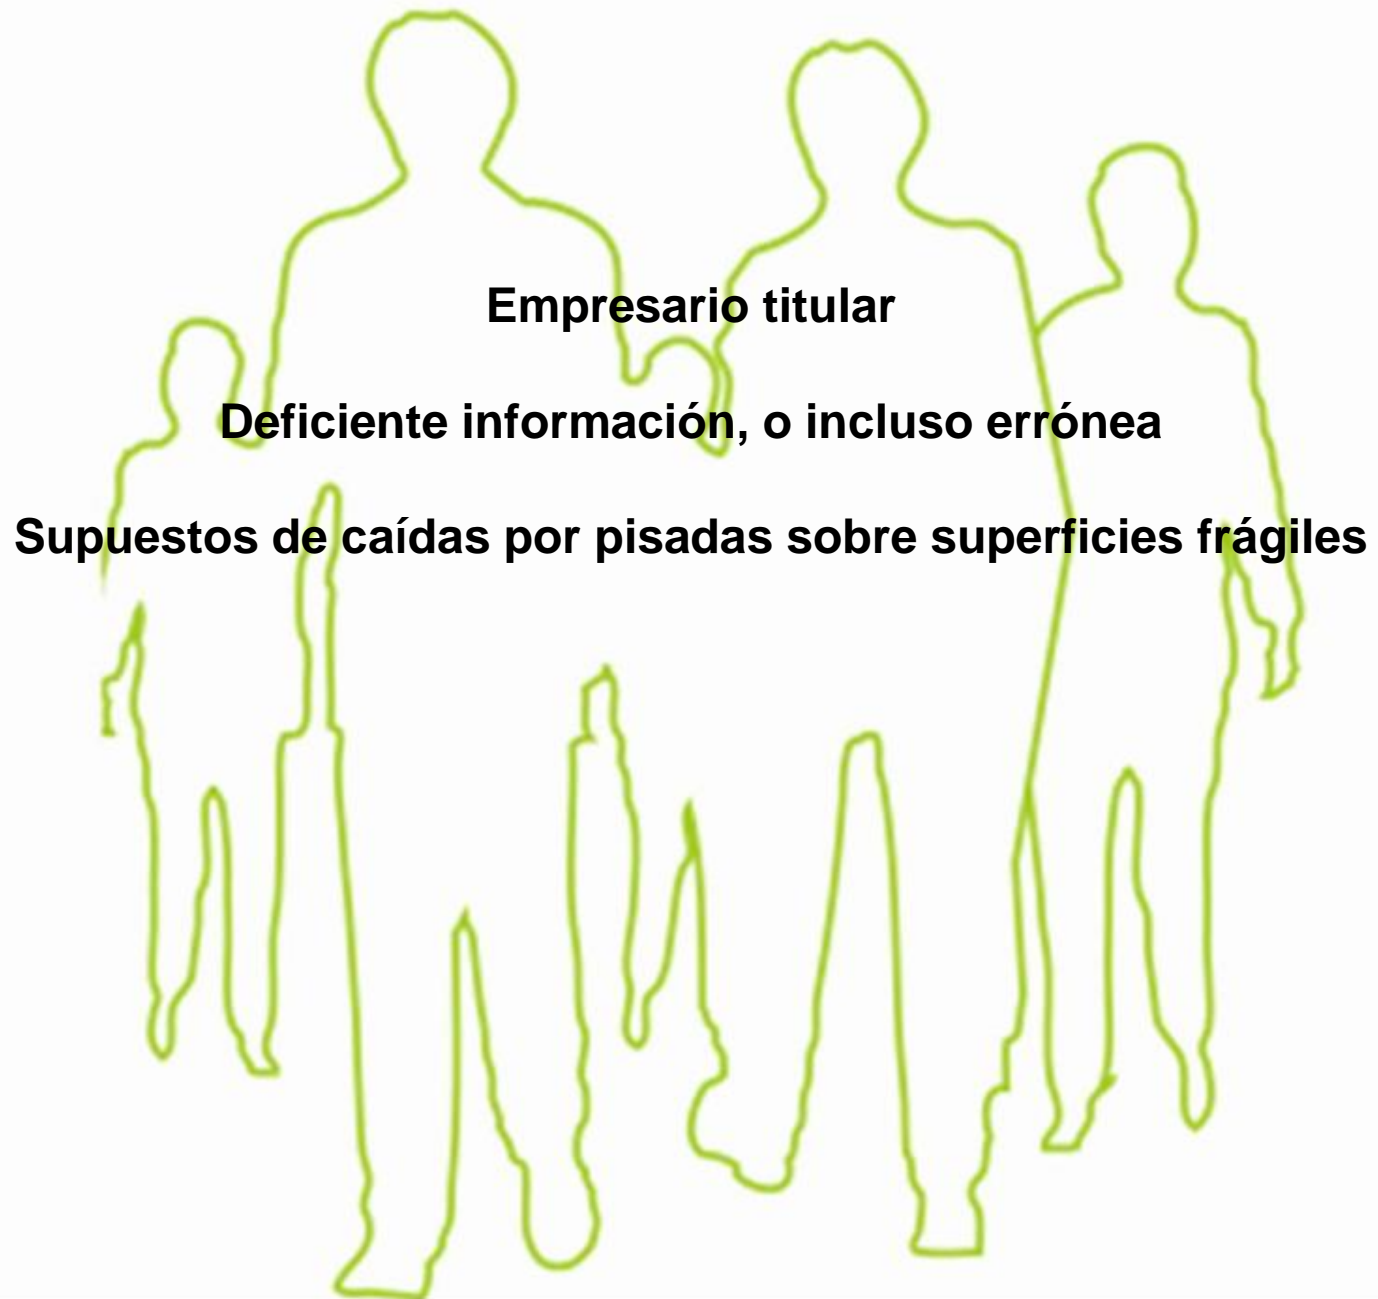 Empresario titular
Deficiente información, o incluso errónea
Supuestos de caídas por pisadas sobre superficies frágiles